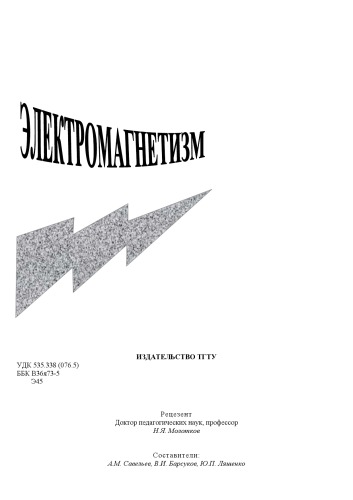 ЭЛЕКТРОМАГНЕТИЗМ
ИЗДАТЕЛЬСТВО ТГТУ
УДК 535.338 (076.5)
ББК В36я73-5
Э45
Рецезент
Доктор педагогических наук, профессор
Н.Я. Молотков
Составители:
А.М. Савельев, В.И. Барсуков, Ю.П. Ляшенко